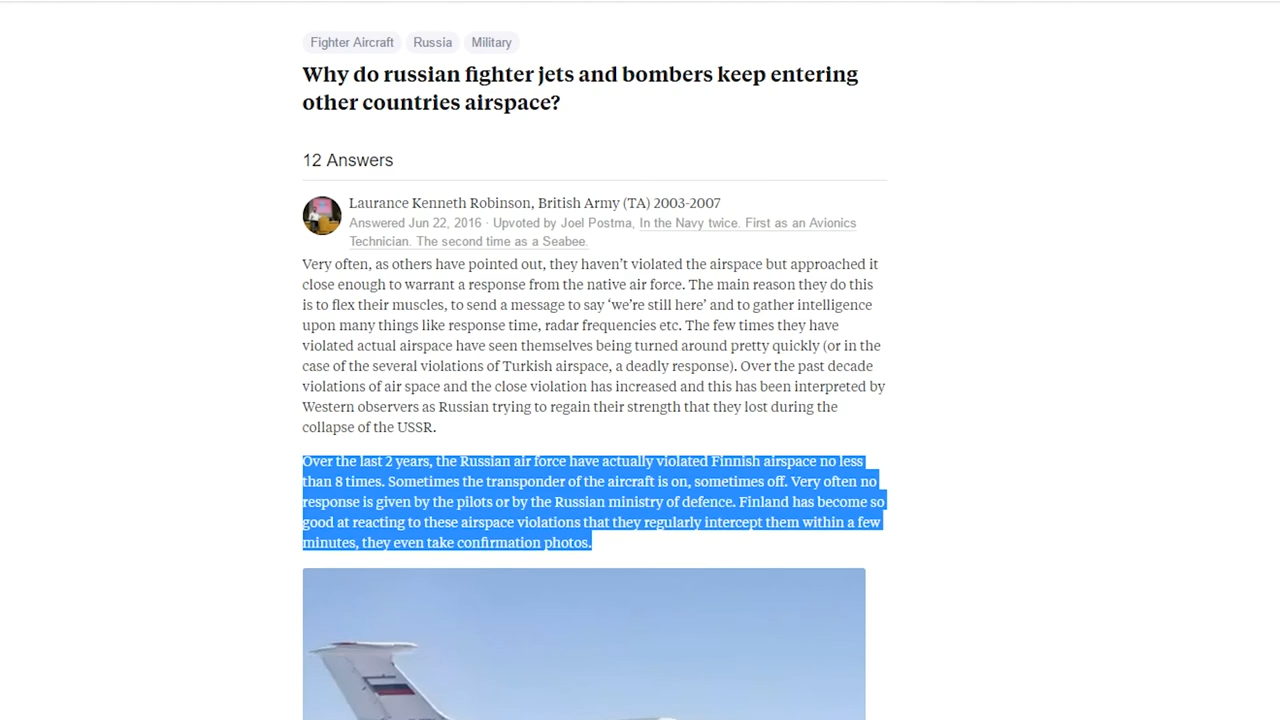 Fighter Aircraft Russia Military
Why do russian fighter jets and bombers keep entering
other countries airspace?
12 Answers
Laurance Kenneth Robinson, British Army (TA) 2003-2007
Answered Jun 22, 2016 · Upvoted by Joel Postma, In the Navy twice. First as an Avionics
Technician. The second time as a Seabee.
Very often, as others have pointed out, they haven’t violated the airspace but approached it
close enough to warrant a response from the native air force. The main reason they do this
is to flex their muscles, to send a message to say ‘we’re still here’ and to gather intelligence
upon many things like response time, radar frequencies etc. The few times they have
violated actual airspace have seen themselves being turned around pretty quickly (or in the
case of the several violations of Turkish airspace, a deadly response). Over the past decade
violations of air space and the close violation has increased and this has been interpreted by
Western observers as Russian trying to regain their strength that they lost during the
collapse of the USSR.
Over the last 2 years, the Russian air force have actually violated Finnish airspace no less
than 8 times. Sometimes the transponder of the aircraft is on, sometimes off. Very often no
response is given by the pilots or by the Russian ministry of defence. Finland has become so
good at reacting to these airspace violations that they regularly intercept them within a few
minutes, they even take confirmation photos.